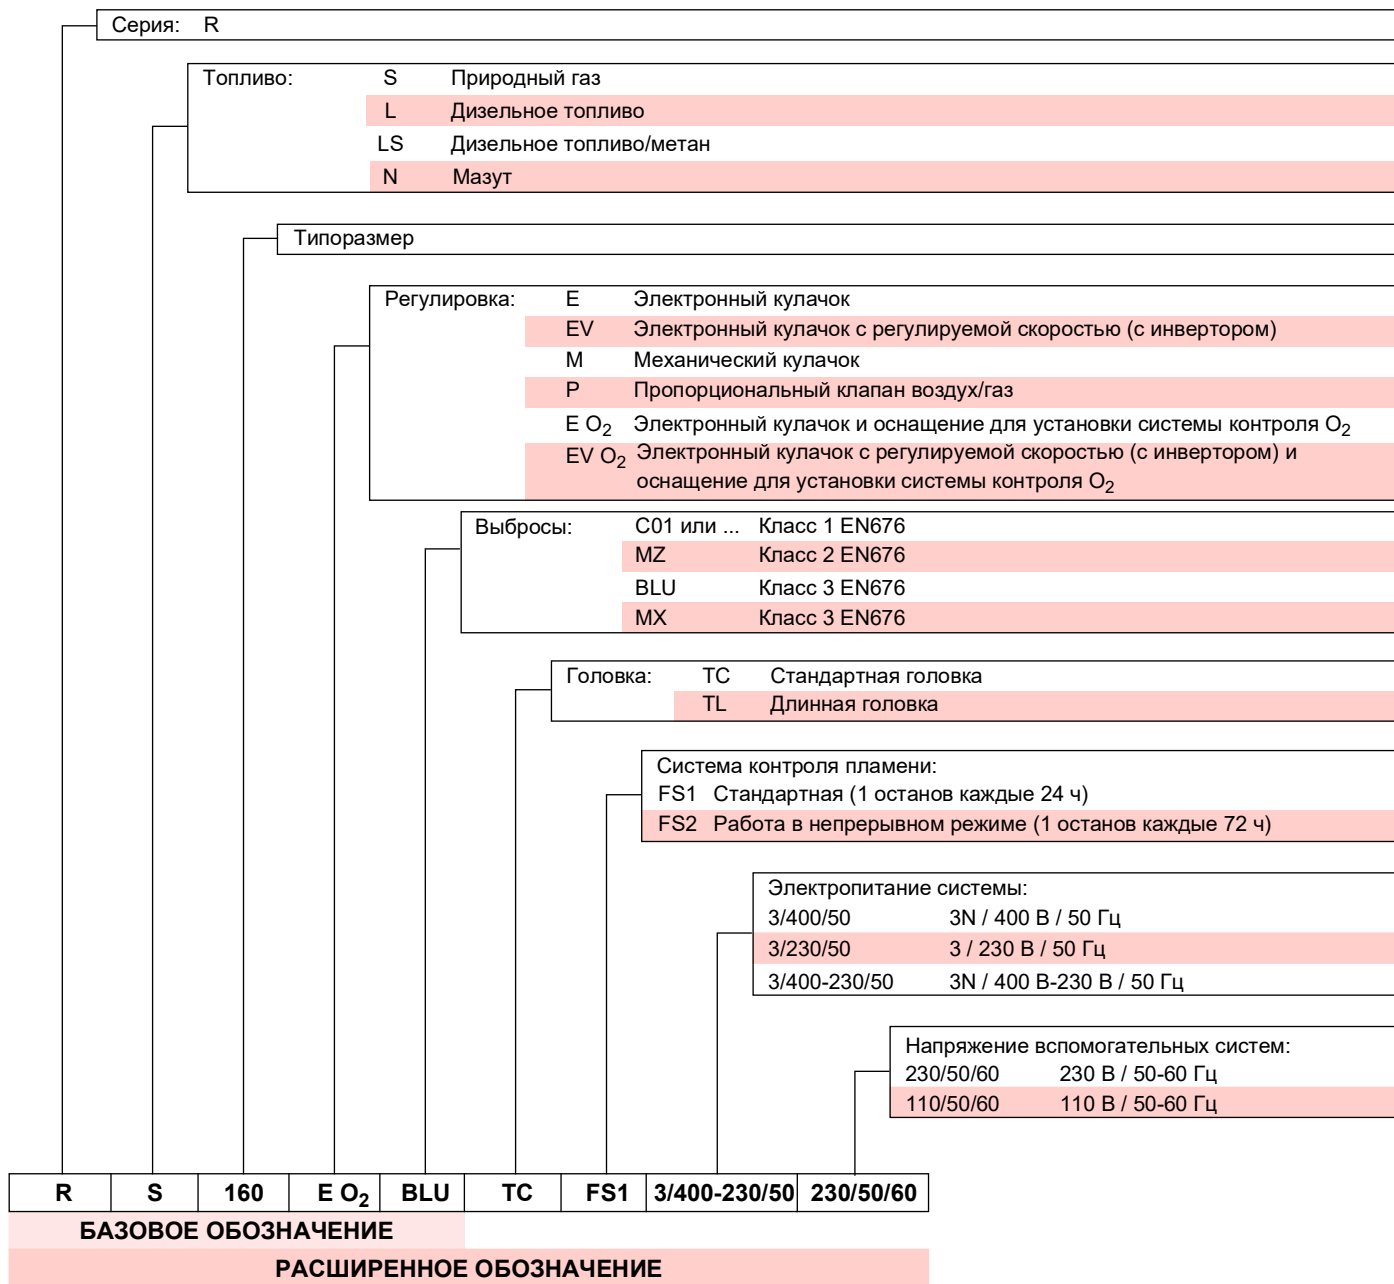 Серия: R
Топливо: S Природный газ
L Дизельное топливо
LS Дизельное топливо/метан
N Мазут
Типоразмер
Регулировка: E Электронный кулачок
EV Электронный кулачок с регулируемой скоростью (с инвертором)
M Механический кулачок
P Пропорциональный клапан воздух/газ
E O2 Электронный кулачок и оснащение для установки системы контроля O2
EV O2 Электронный кулачок с регулируемой скоростью (с инвертором) и
оснащение для установки системы контроля O2
Выбросы: C01 или ... Класс 1 EN676
MZ Класс 2 EN676
BLU Класс 3 EN676
MX Класс 3 EN676
Головка: TC Стандартная головка
TL Длинная головка
Система контроля пламени:
FS1 Стандартная (1 останов каждые 24 ч)
FS2 Работа в непрерывном режиме (1 останов каждые 72 ч)
Электропитание системы:
3/400/50 3N / 400 В / 50 Гц
3/230/50 3 / 230 В / 50 Гц
3/400-230/50 3N / 400 В-230 В / 50 Гц
Напряжение вспомогательных систем:
230/50/60 230 В / 50-60 Гц
110/50/60 110 В / 50-60 Гц
R S 160 E O2 BLU TC FS1 3/400-230/50 230/50/60
БАЗОВОЕ ОБОЗНАЧЕНИЕ
РАСШИРЕННОЕ ОБОЗНАЧЕНИЕ